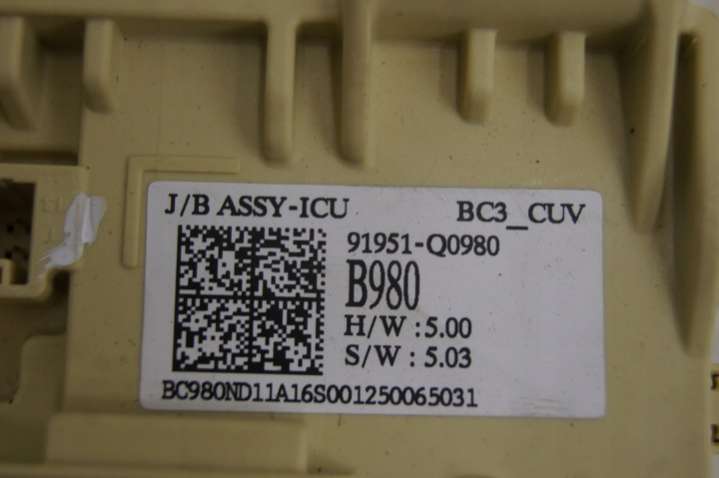 J/B ASSY-ICU BC3_CUV
91951-Q0980
B980
H/W : 5.00
S/W : 5.03
BC980ND11A16S001250065031